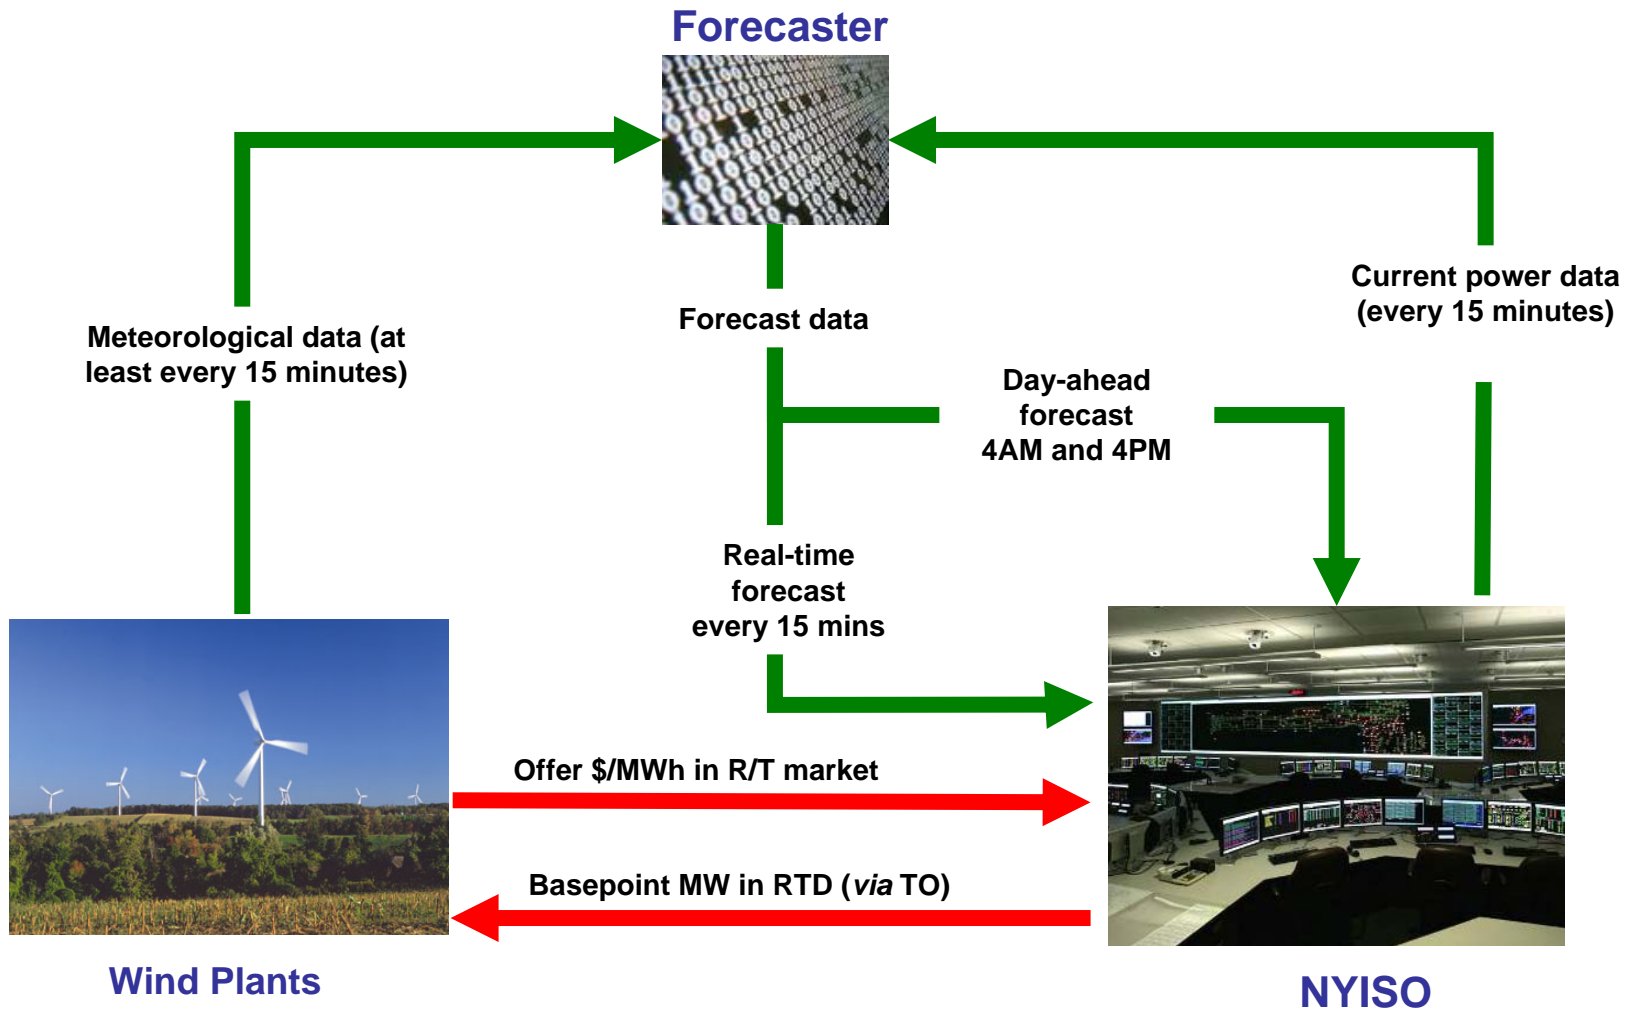 Forecaster
Meteorological data (at
least every 15 minutes)
Forecast data
Current power data
(every 15 minutes)
Day-ahead
forecast
4AM and 4PM
Real-time
forecast
every 15 mins
Offer $/MWh in R/T market
Basepoint MW in RTD (via TO)
Wind Plants
NYISO